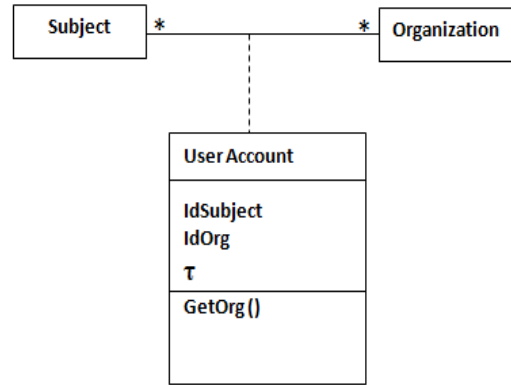 Subject * * Organization
User Account
IdSubject
IdOrg
τ
GetOrg ()